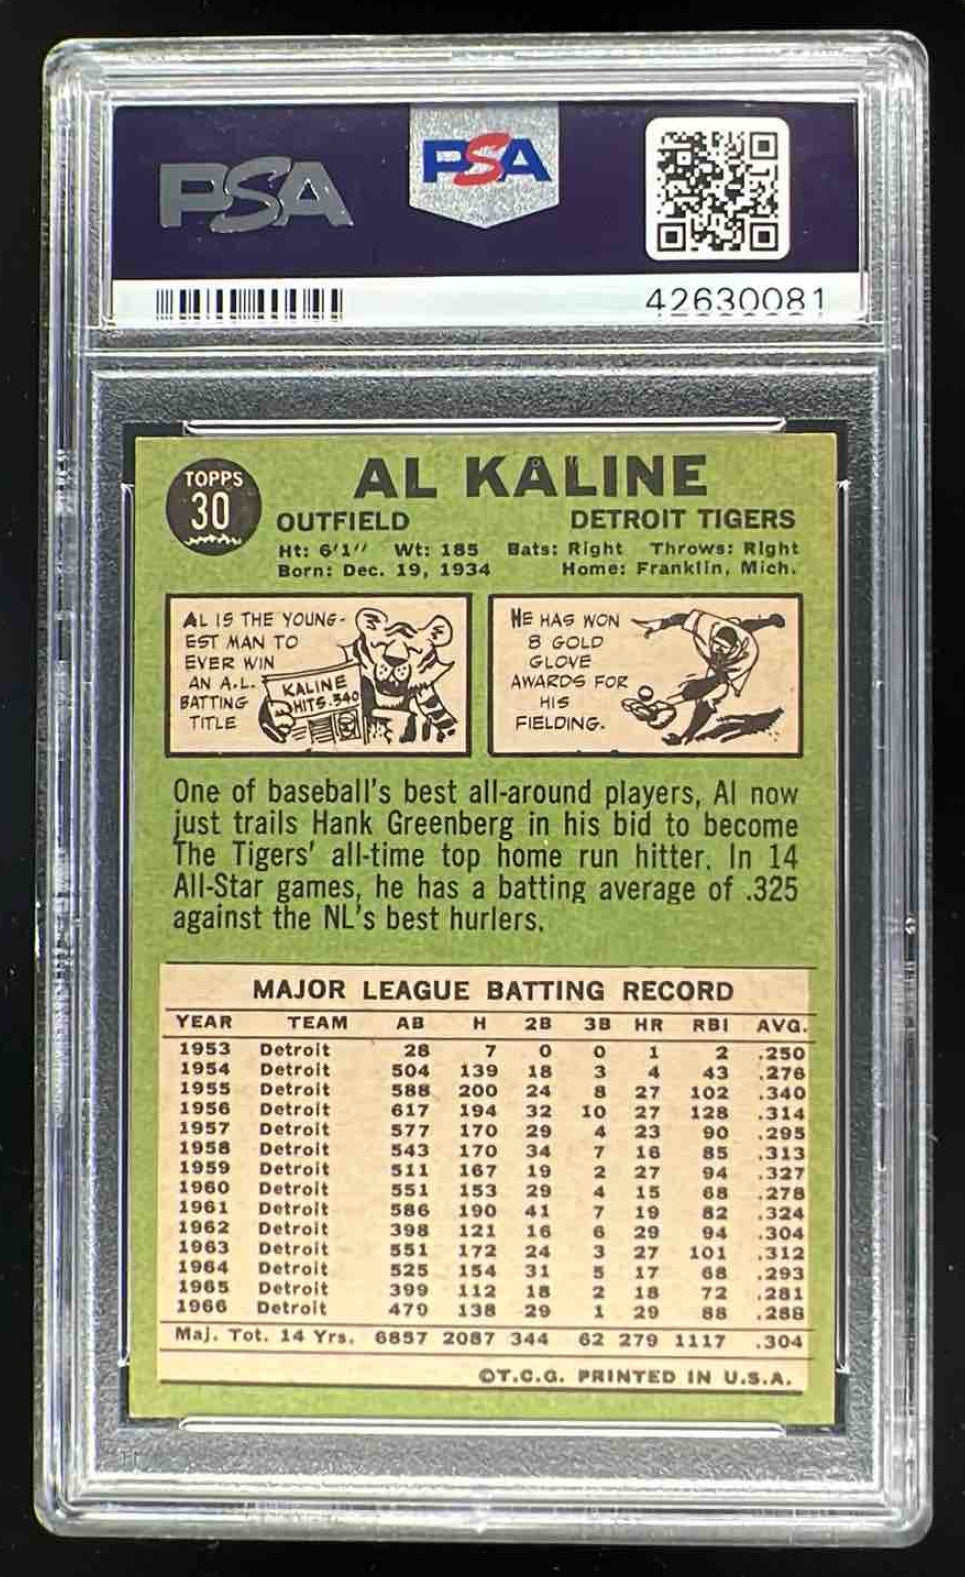 PSA
PSA
42630081
TOPPS
30
AL KALINE
OUTFIELD DETROIT TIGERS
Ht: 6'1" Wt: 185 Bats: Right Throws: Right
Born: Dec. 19, 1934 Home: Franklin, Mich.
AL IS THE YOUNG-
EST MAN TO
EVER WIN
AN A.L.
BATTING
TITLE
KALINE
HITS .340
HE HAS WON
8 GOLD
GLOVE
AWARDS FOR
HIS
FIELDING.
One of baseball's best all-around players, Al now
just trails Hank Greenberg in his bid to become
The Tigers' all-time top home run hitter. In 14
All-Star games, he has a batting average of .325
against the NL's best hurlers.
MAJOR LEAGUE BATTING RECORD
YEAR TEAM AB H 2B 3B HR RBI AVG.
1953 Detroit 28 7 0 0 1 2 .250
1954 Detroit 504 139 18 3 4 43 .276
1955 Detroit 588 200 24 8 27 102 .340
1956 Detroit 617 194 32 10 27 128 .314
1957 Detroit 577 170 29 4 23 90 .295
1958 Detroit 543 170 34 7 16 85 .313
1959 Detroit 511 167 19 2 27 94 .327
1960 Detroit 551 153 29 4 15 68 .278
1961 Detroit 586 190 41 7 19 82 .324
1962 Detroit 398 121 16 6 29 94 .304
1963 Detroit 551 172 24 3 27 101 .312
1964 Detroit 525 154 31 5 17 68 .293
1965 Detroit 399 112 18 2 18 72 .281
1966 Detroit 479 138 29 1 29 88 .288
Maj. Tot. 14 Yrs. 6857 2087 344 62 279 1117 .304
©T.C.G. PRINTED IN U.S.A.